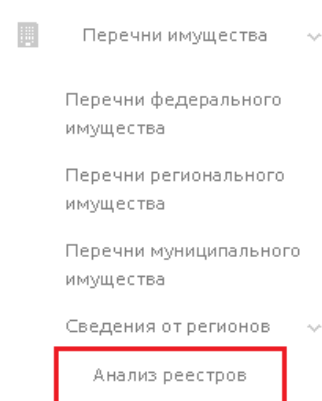 Перечни имущества
Перечни федерального
имущества
Перечни регионального
имущества
Перечни муниципального
имущества
Сведения от регионов
Анализ реестров